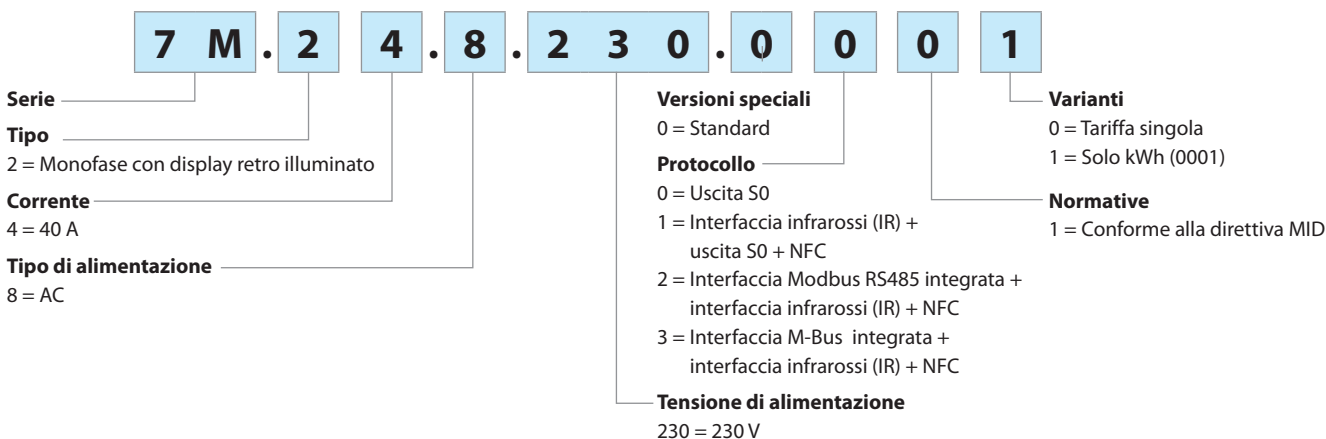 7 M . 2 4 . 8 . 2 3 0 . 0 0 0 1
Serie
Tipo
2 = Monofase con display retro illuminato
Corrente
4 = 40 A
Tipo di alimentazione
8 = AC
Versioni speciali
0 = Standard
Protocollo
0 = Uscita S0
1 = Interfaccia infrarossi (IR) +
uscita S0 + NFC
2 = Interfaccia Modbus RS485 integrata +
interfaccia infrarossi (IR) + NFC
3 = Interfaccia M-Bus integrata +
interfaccia infrarossi (IR) + NFC
Tensione di alimentazione
230 = 230 V
Varianti
0 = Tariffa singola
1 = Solo kWh (0001)
Normative
1 = Conforme alla direttiva MID